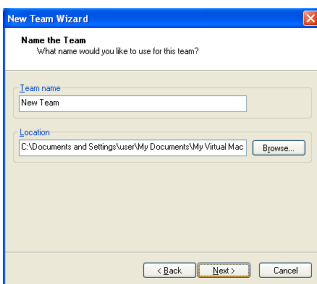 New Team Wizard
Name the Team
What name would you like to use for this team?
Team name
New Team
Location
C:\Documents and Settings\user\My Documents\My Virtual Mac
Browse...
< Back
Next >
Cancel